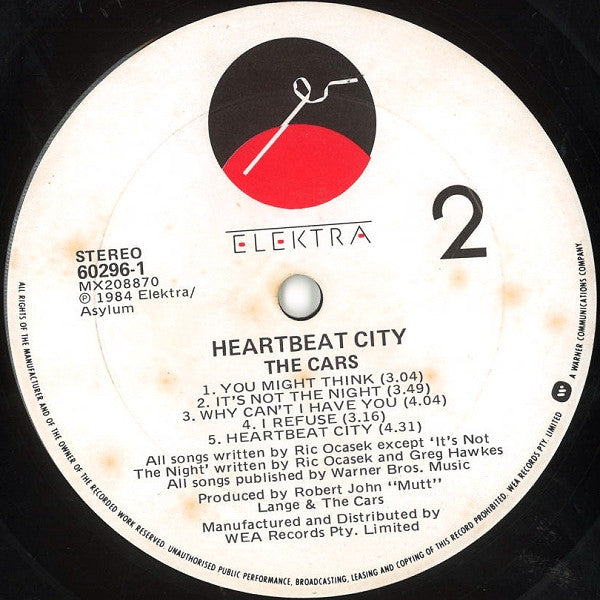 ELEKTRA
2
STEREO
60296-1
MX208870
Ⓟ 1984 Elektra/
Asylum
HEARTBEAT CITY
THE CARS
1. YOU MIGHT THINK (3.04)
2. IT'S NOT THE NIGHT (3.49)
3. WHY CAN'T I HAVE YOU (4.04)
4. I REFUSE (3.16)
5. HEARTBEAT CITY (4.31)
All songs written by Ric Ocasek except 'It's Not
The Night' written by Ric Ocasek and Greg Hawkes
All songs published by Warner Bros. Music
Produced by Robert John "Mutt"
Lange & The Cars
Manufactured and Distributed by
WEA Records Pty. Limited
ALL RIGHTS OF THE MANUFACTURER AND OF THE OWNER OF THE RECORDED WORK RESERVED. UNAUTHORISED PUBLIC PERFORMANCE, BROADCASTING, LEASING AND COPYING OF THIS RECORD PROHIBITED. WEA RECORDS PTY. LIMITED
A WARNER COMMUNICATIONS COMPANY.